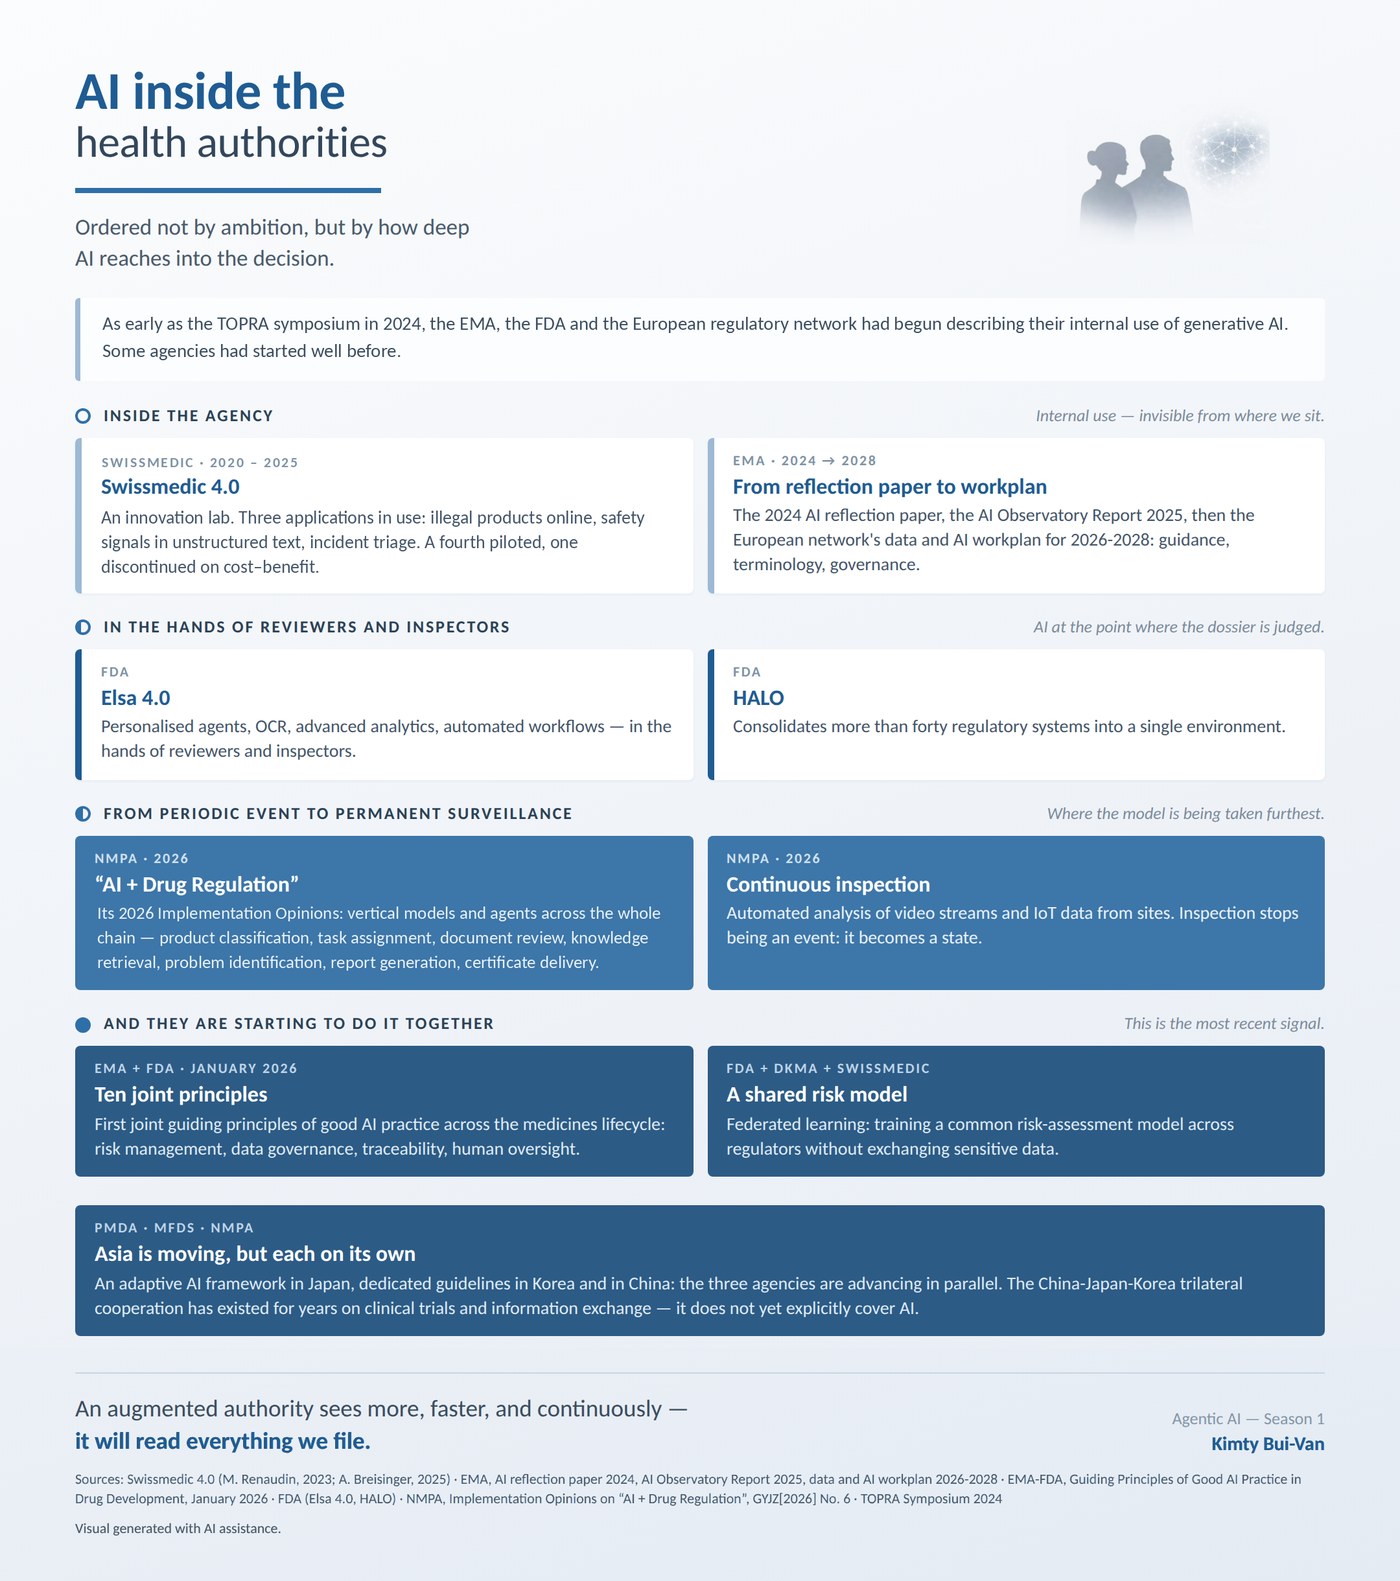 AI inside the
health authorities
Ordered not by ambition, but by how deep
AI reaches into the decision.
As early as the TOPRA symposium in 2024, the EMA, the FDA and the European regulatory network had begun describing their internal use of generative AI.
Some agencies had started well before.
INSIDE THE AGENCY
Internal use — invisible from where we sit.
SWISSMEDIC · 2020 – 2025
Swissmedic 4.0
An innovation lab. Three applications in use: illegal products online, safety
signals in unstructured text, incident triage. A fourth piloted, one
discontinued on cost–benefit.
EMA · 2024 → 2028
From reflection paper to workplan
The 2024 AI reflection paper, the AI Observatory Report 2025, then the
European network's data and AI workplan for 2026-2028: guidance,
terminology, governance.
IN THE HANDS OF REVIEWERS AND INSPECTORS
AI at the point where the dossier is judged.
FDA
Elsa 4.0
Personalised agents, OCR, advanced analytics, automated workflows — in the
hands of reviewers and inspectors.
FDA
HALO
Consolidates more than forty regulatory systems into a single environment.
FROM PERIODIC EVENT TO PERMANENT SURVEILLANCE
Where the model is being taken furthest.
NMPA · 2026
“AI + Drug Regulation”
Its 2026 Implementation Opinions: vertical models and agents across the whole
chain — product classification, task assignment, document review, knowledge
retrieval, problem identification, report generation, certificate delivery.
NMPA · 2026
Continuous inspection
Automated analysis of video streams and IoT data from sites. Inspection stops
being an event: it becomes a state.
AND THEY ARE STARTING TO DO IT TOGETHER
This is the most recent signal.
EMA + FDA · JANUARY 2026
Ten joint principles
First joint guiding principles of good AI practice across the medicines lifecycle:
risk management, data governance, traceability, human oversight.
FDA + DKMA + SWISSMEDIC
A shared risk model
Federated learning: training a common risk-assessment model across
regulators without exchanging sensitive data.
PMDA · MFDS · NMPA
Asia is moving, but each on its own
An adaptive AI framework in Japan, dedicated guidelines in Korea and in China: the three agencies are advancing in parallel. The China-Japan-Korea trilateral
cooperation has existed for years on clinical trials and information exchange — it does not yet explicitly cover AI.
An augmented authority sees more, faster, and continuously —
it will read everything we file.
Agentic AI — Season 1
Kimty Bui-Van
Sources: Swissmedic 4.0 (M. Renaudin, 2023; A. Breisinger, 2025) · EMA, AI reflection paper 2024, AI Observatory Report 2025, data and AI workplan 2026-2028 · EMA-FDA, Guiding Principles of Good AI Practice in
Drug Development, January 2026 · FDA (Elsa 4.0, HALO) · NMPA, Implementation Opinions on “AI + Drug Regulation”, GYJZ[2026] No. 6 · TOPRA Symposium 2024
Visual generated with AI assistance.